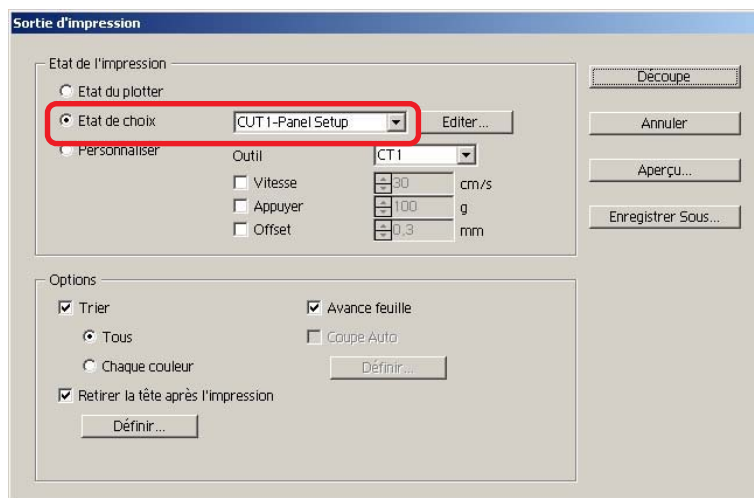 Sortie d'impression
Etat de l'impression
Etat du plotter
Etat de choix CUT1-Panel Setup Editer...
Personnaliser Outil CT1
Vitesse 30 cm/s
Appuyer 100 g
Offset 0,3 mm
Découpe
Annuler
Aperçu...
Enregistrer Sous...
Options
Trier Avance feuille
Tous Coupe Auto
Chaque couleur Définir...
Retirer la tête après l'impression
Définir...